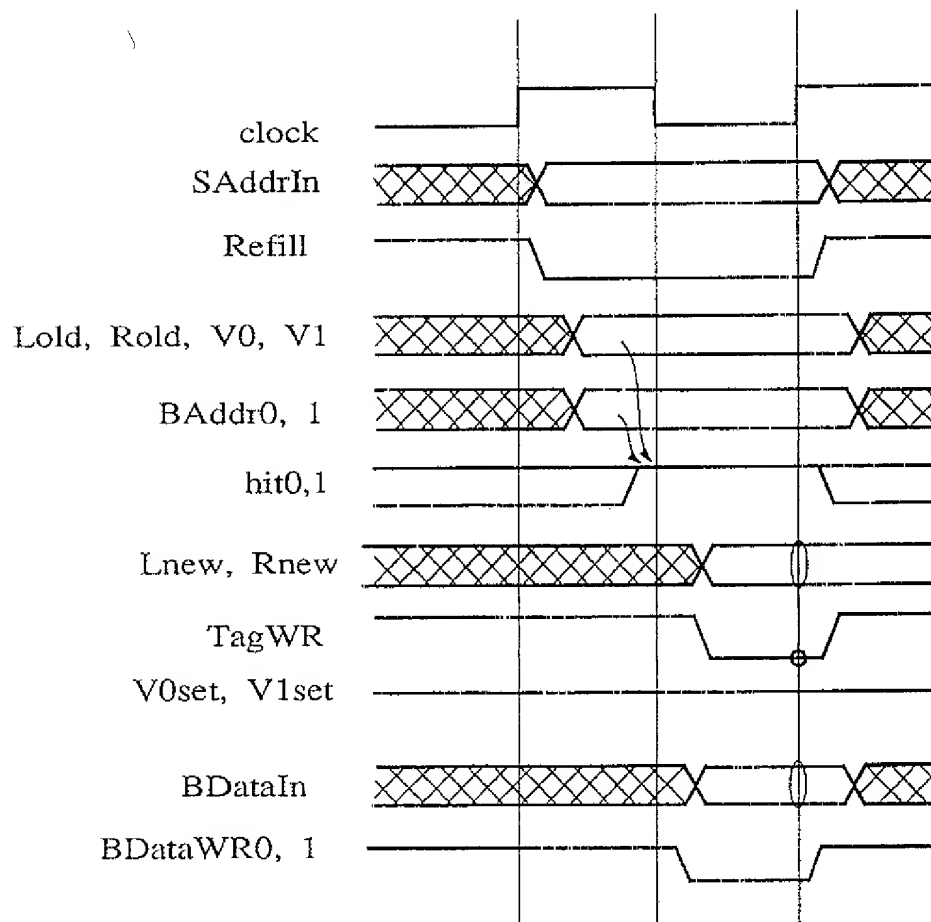 clock
SAddrIn
Refill
Lold, Rold, V0, V1
BAddr0, 1
hit0,1
Lnew, Rnew
TagWR
V0set, V1set
BDataIn
BDataWR0, 1